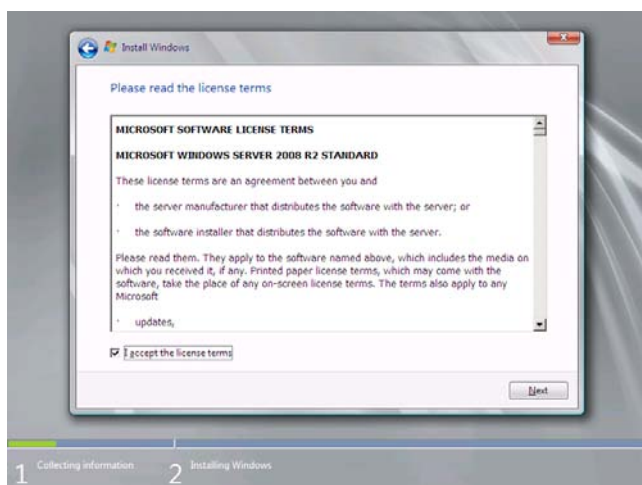 Install Windows
Please read the license terms
MICROSOFT SOFTWARE LICENSE TERMS
MICROSOFT WINDOWS SERVER 2008 R2 STANDARD
These license terms are an agreement between you and
· the server manufacturer that distributes the software with the server; or
· the software installer that distributes the software with the server.
Please read them. They apply to the software named above, which includes the media on
which you received it, if any. Printed paper license terms, which may come with the
software, take the place of any on-screen license terms. The terms also apply to any
Microsoft
· updates,
I accept the license terms
Next
1 Collecting information 2 Installing Windows